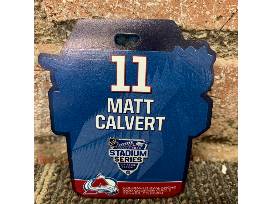 11
MATT
CALVERT
STADIUM
SERIES